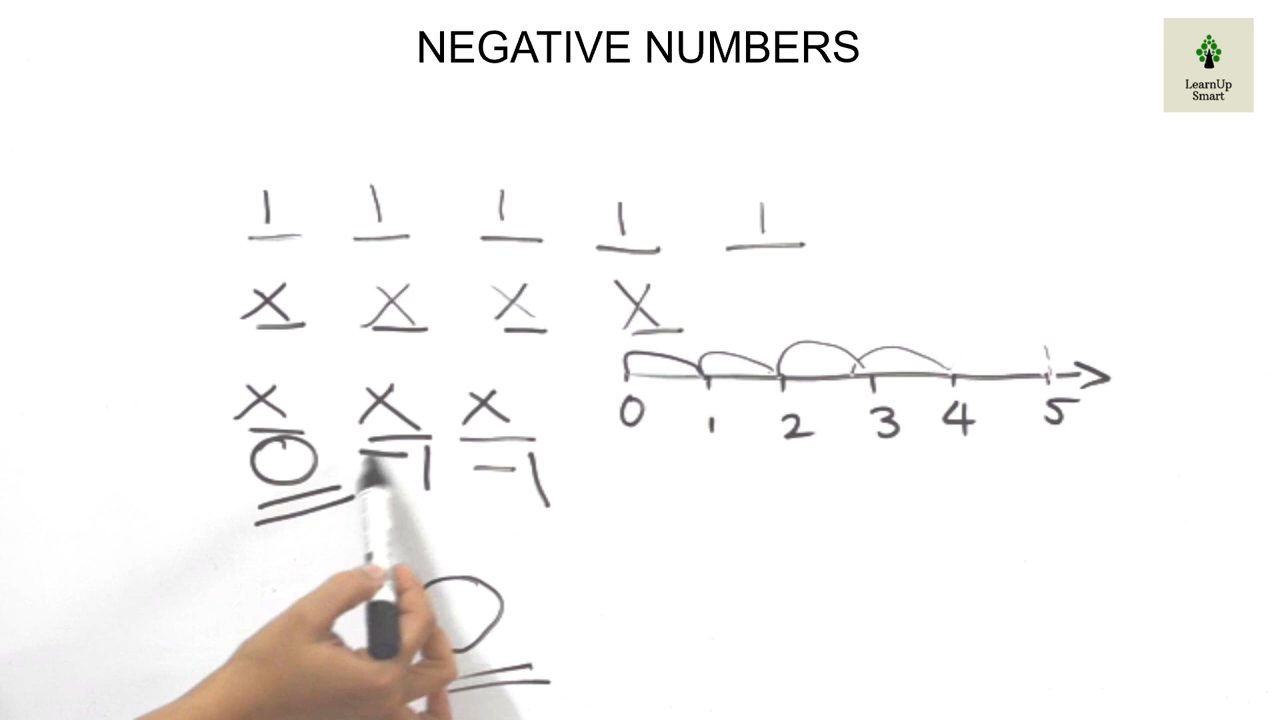 NEGATIVE NUMBERS
LearnUp
Smart
1 1 1 1 1
X X X X
X X X
0 -1 -1
0 1 2 3 4 5